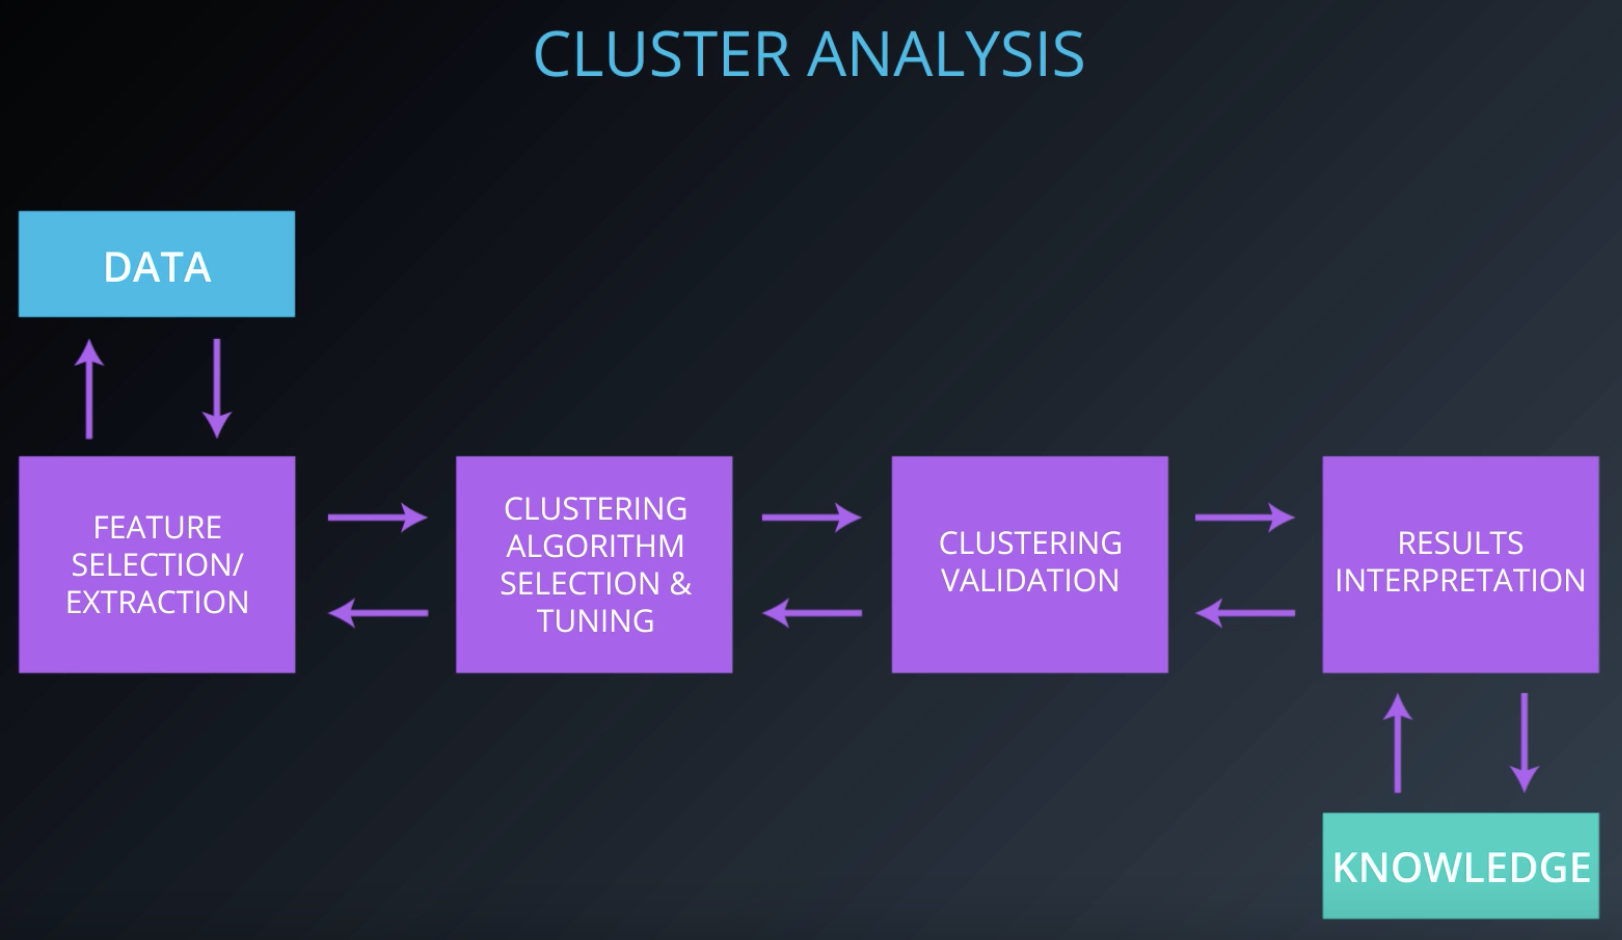 CLUSTER ANALYSIS
DATA
FEATURE
SELECTION/
EXTRACTION
CLUSTERING
ALGORITHM
SELECTION &
TUNING
CLUSTERING
VALIDATION
RESULTS
INTERPRETATION
KNOWLEDGE